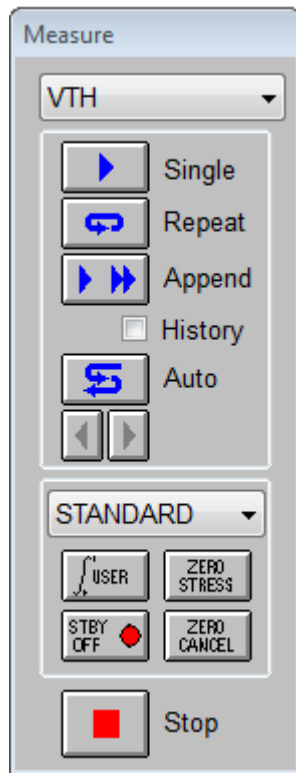 Measure
VTH
Single
Repeat
Append
History
Auto
STANDARD
USER
ZERO
STRESS
STBY
OFF
ZERO
CANCEL
Stop